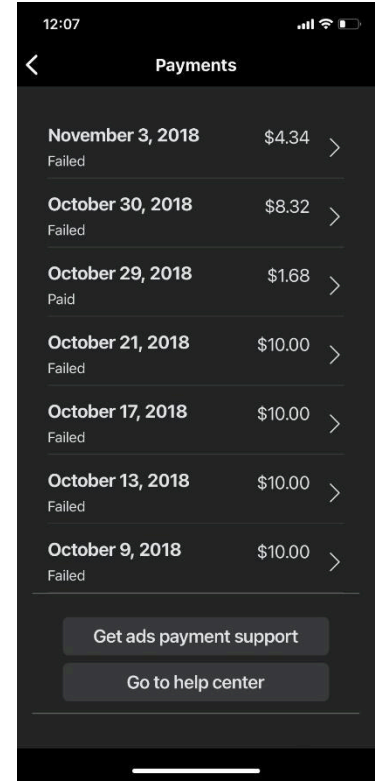 12:07
Payments
November 3, 2018 $4.34
Failed
October 30, 2018 $8.32
Failed
October 29, 2018 $1.68
Paid
October 21, 2018 $10.00
Failed
October 17, 2018 $10.00
Failed
October 13, 2018 $10.00
Failed
October 9, 2018 $10.00
Failed
Get ads payment support
Go to help center